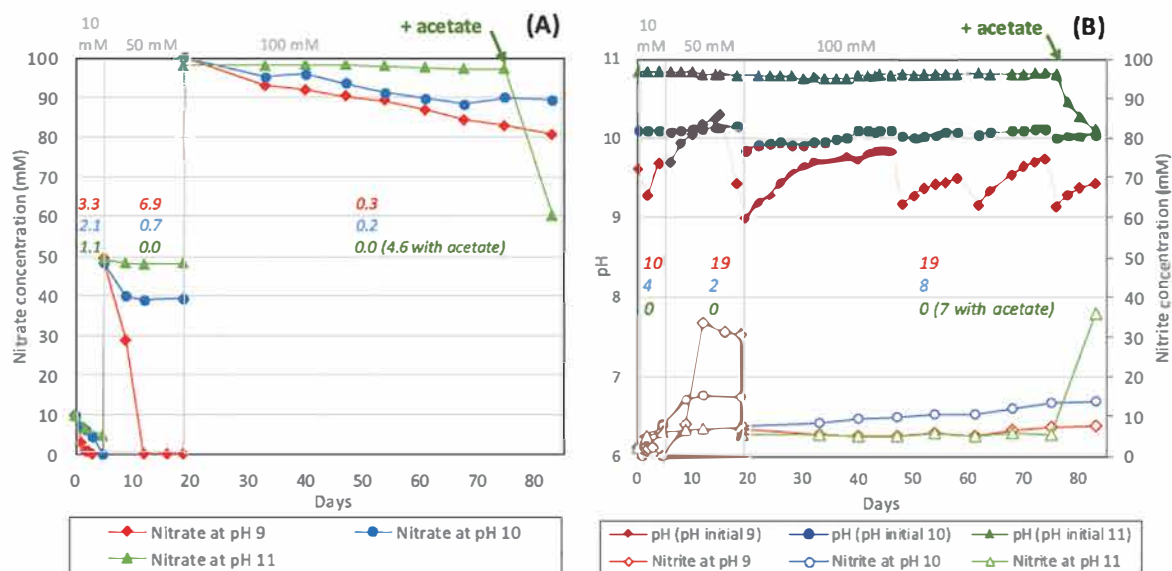 10
mM
50 mM
100 mM
+ acetate
(A)
100
90
80
70
60
50
40
30
20
10
0
Nitrate concentration (mM)
3.3
6.9
0.3
2.1
0.7
0.2
1.1
0.0
0.0 (4.6 with acetate)
0
10
20
30
40
50
60
70
80
Days
Nitrate at pH 9
Nitrate at pH 10
Nitrate at pH 11
10
mM
50 mM
100 mM
+ acetate
(B)
11
10
9
8
7
6
pH
100
90
80
70
60
50
40
30
20
10
0
Nitrite concentration (mM)
10
19
19
4
2
8
0
0
0 (7 with acetate)
0
10
20
30
40
50
60
70
80
Days
pH (pH initial 9)
pH (pH initial 10)
pH (pH initial 11)
Nitrite at pH 9
Nitrite at pH 10
Nitrite at pH 11